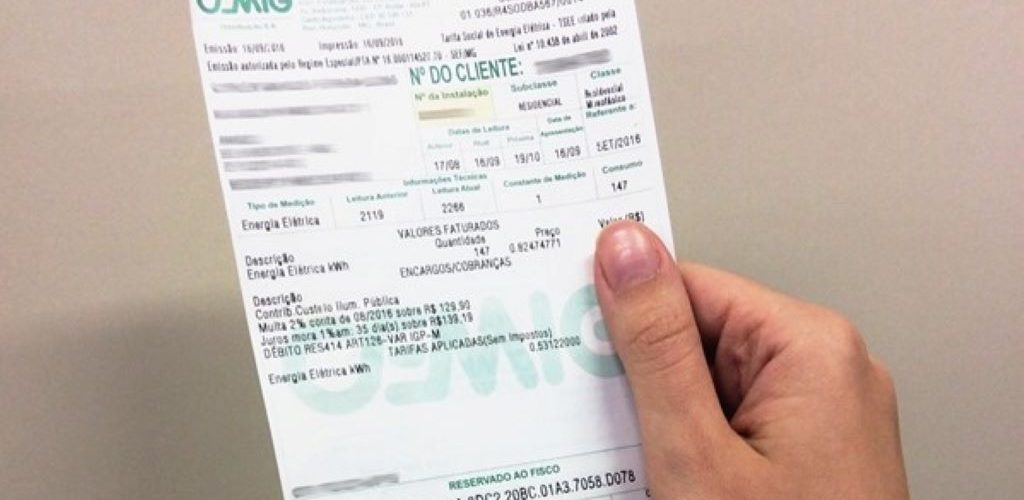 CEMIG
01.036/R4SODBA567/
Emissão: 16/09/2016 Impressão: 16/09/2016
Tarifa Social de Energia Elétrica - TSEE criada pela
Lei nº 10.438 de abril de 2002
Emissão autorizada pelo Regime Especial/PTA Nº 16.000114520.70 - SEF/MG
Nº DO CLIENTE:
Nº da Instalação Subclasse Classe
RESIDENCIAL Residencial
Monofásico
Datas de Leitura Data de Apresentação Referente a:
Anterior Atual Próxima
17/08 16/09 19/10 16/09 SET/2016
Informações Técnicas
Tipo de Medição Leitura Anterior Leitura Atual Constante de Medição Consumo
Energia Elétrica 2119 2266 1 147
VALORES FATURADOS
Descrição Quantidade Preço Valor (R$)
Energia Elétrica kWh 147 0.82474771
ENCARGOS/COBRANÇAS
Descrição
Contrib.Custeio Ilum. Pública
Multa 2% conta de 08/2016 sobre R$ 129,90
Juros mora 1%am: 35 dia(s) sobre R$139,19
DÉBITO RES414 ART126-VAR IGP-M
TARIFAS APLICADAS(Sem Impostos)
Energia Elétrica kWh 0.53122000
CEMIG
RESERVADO AO FISCO
20BC.01A3.7058.D078